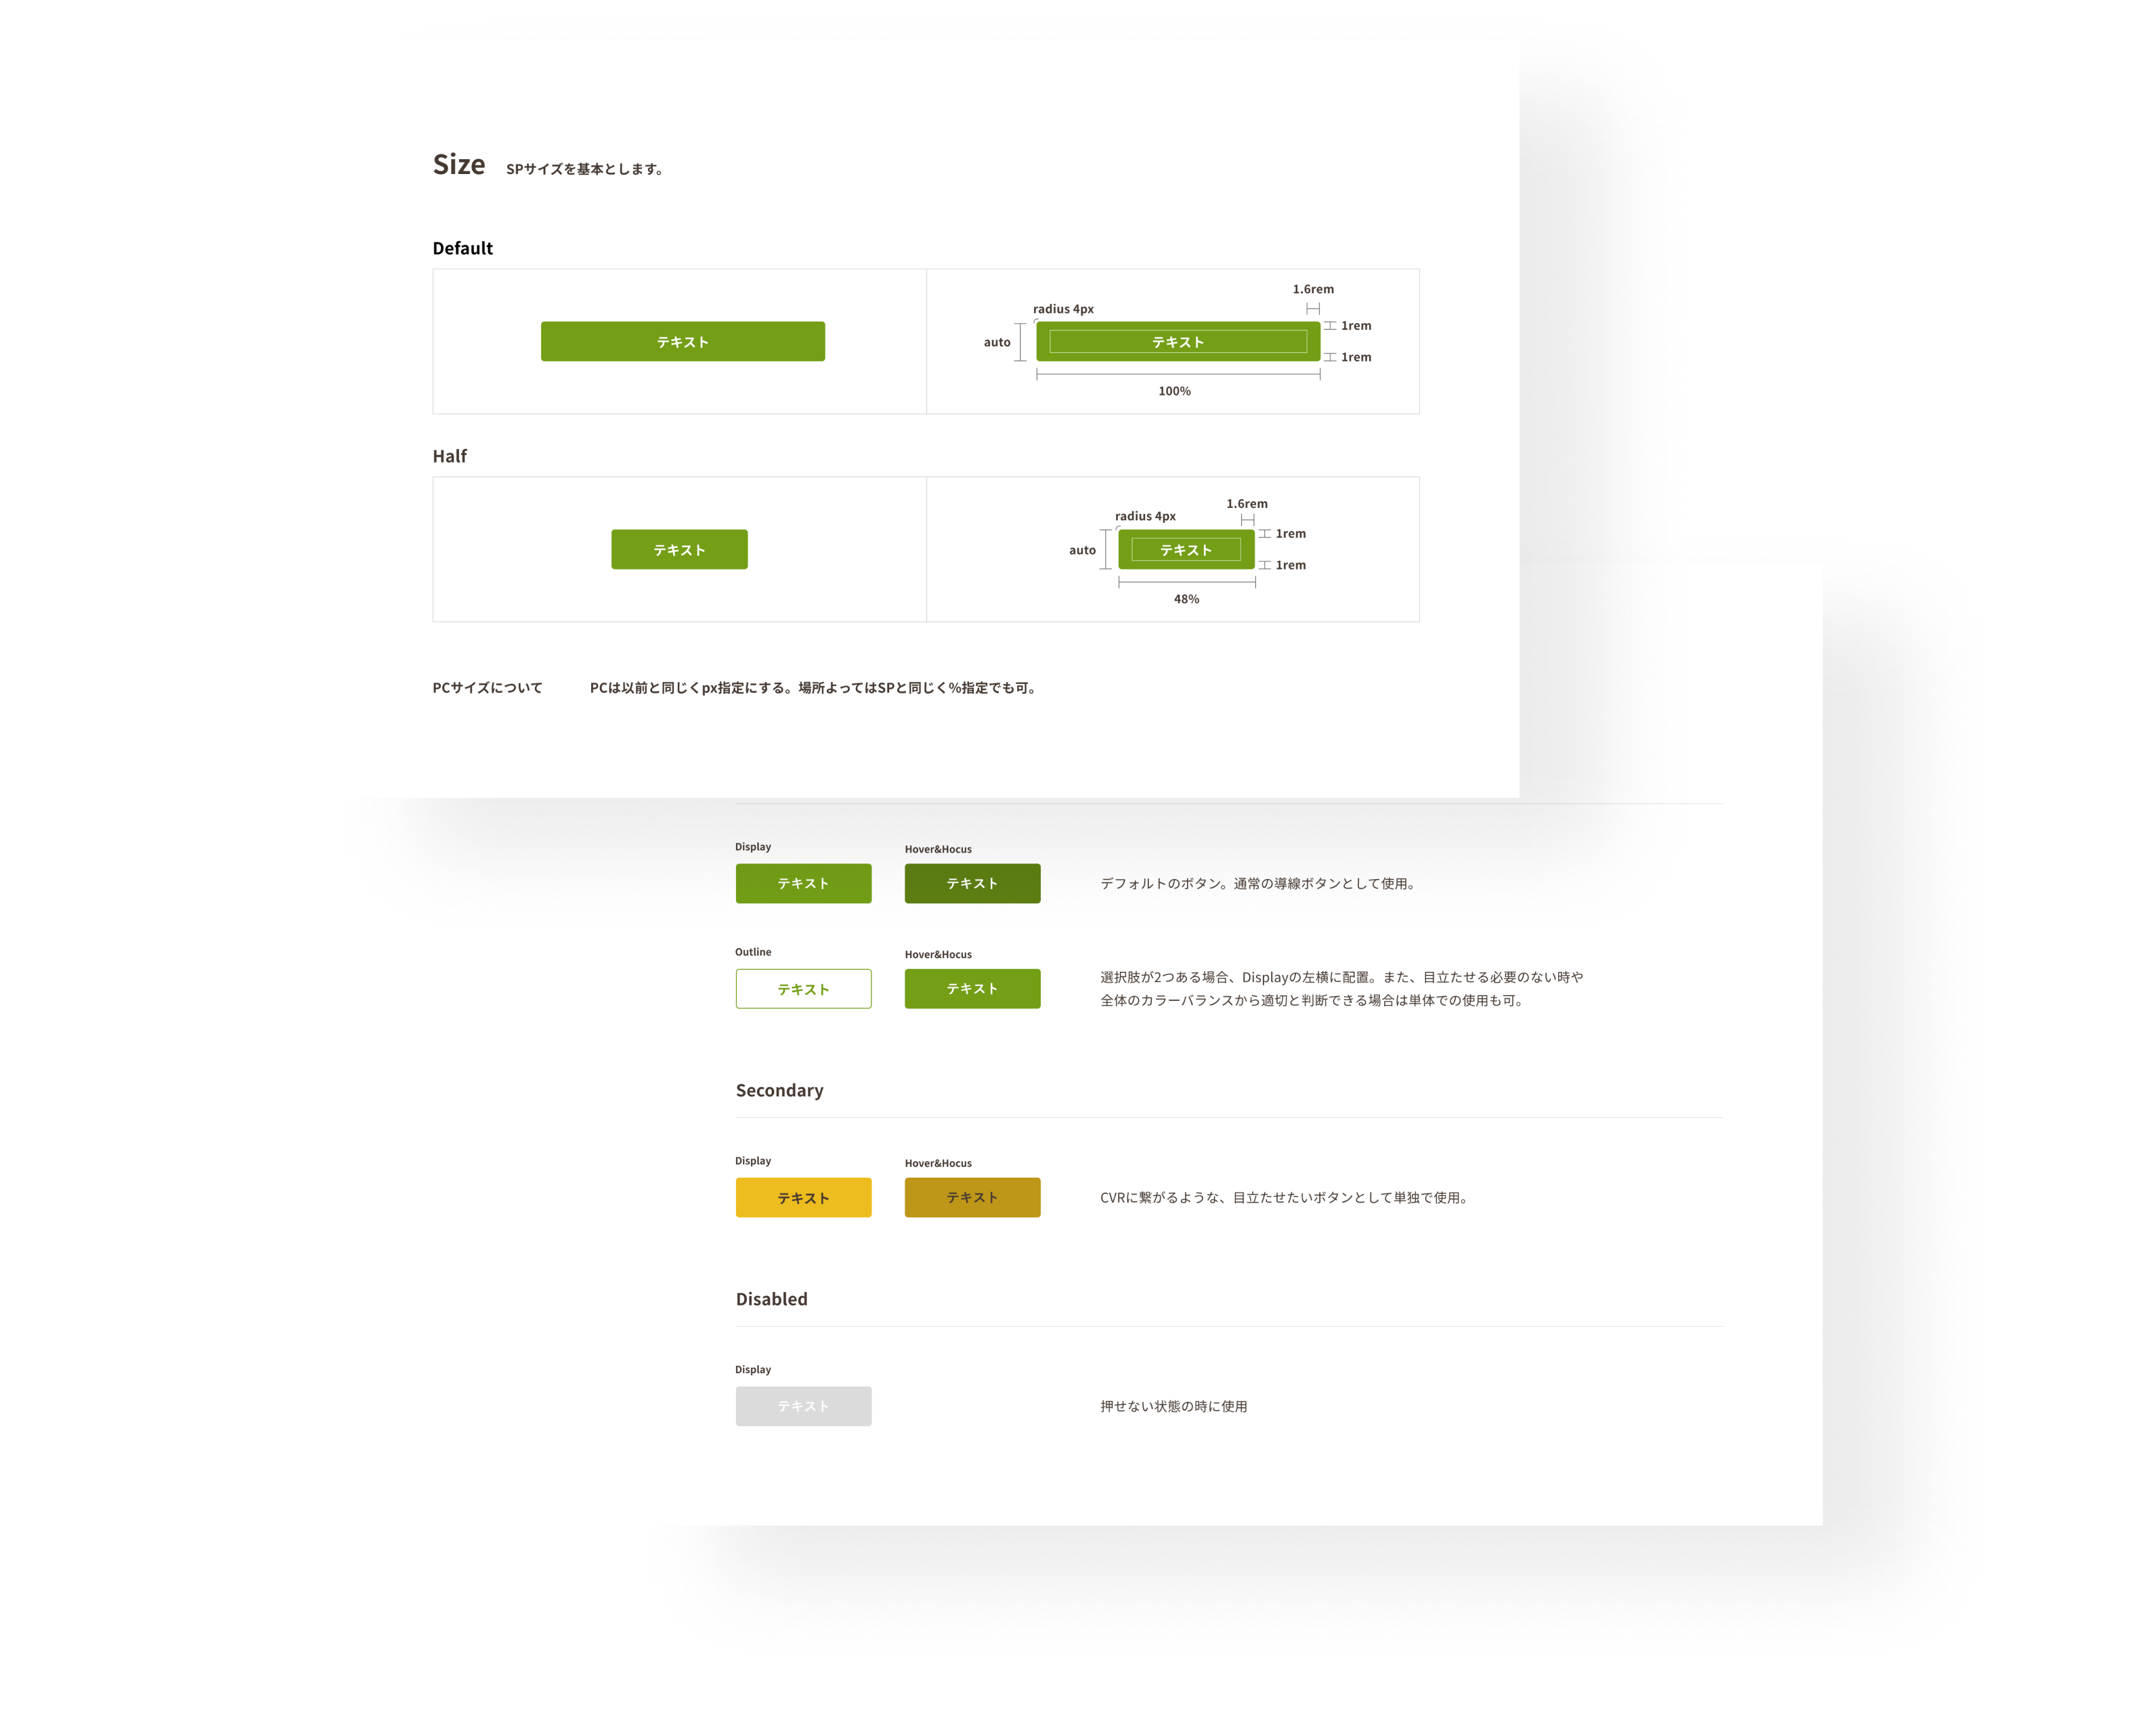 Size SPサイズを基本とします。
Default
テキスト
radius 4px
1.6rem
1rem
auto
テキスト
1rem
100%
Half
テキスト
radius 4px
1.6rem
1rem
auto
テキスト
1rem
48%
PCサイズについて PCは以前と同じくpx指定にする。場所よってはSPと同じく%指定でも可。
Display
Hover&Hocus
テキスト
テキスト
デフォルトのボタン。通常の導線ボタンとして使用。
Outline
Hover&Hocus
テキスト
テキスト
選択肢が2つある場合、Displayの左横に配置。また、目立たせる必要のない時や
全体のカラーバランスから適切と判断できる場合は単体での使用も可。
Secondary
Display
Hover&Hocus
テキスト
テキスト
CVRに繋がるような、目立たせたいボタンとして単独で使用。
Disabled
Display
テキスト
押せない状態の時に使用